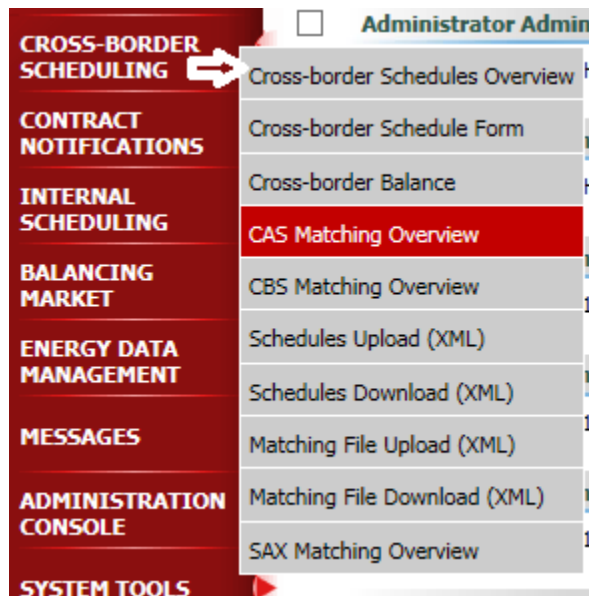 Administrator Admin
CROSS-BORDER
SCHEDULING
CONTRACT
NOTIFICATIONS
INTERNAL
SCHEDULING
BALANCING
MARKET
ENERGY DATA
MANAGEMENT
MESSAGES
ADMINISTRATION
CONSOLE
SYSTEM TOOLS
Cross-border Schedules Overview
Cross-border Schedule Form
Cross-border Balance
CAS Matching Overview
CBS Matching Overview
Schedules Upload (XML)
Schedules Download (XML)
Matching File Upload (XML)
Matching File Download (XML)
SAX Matching Overview